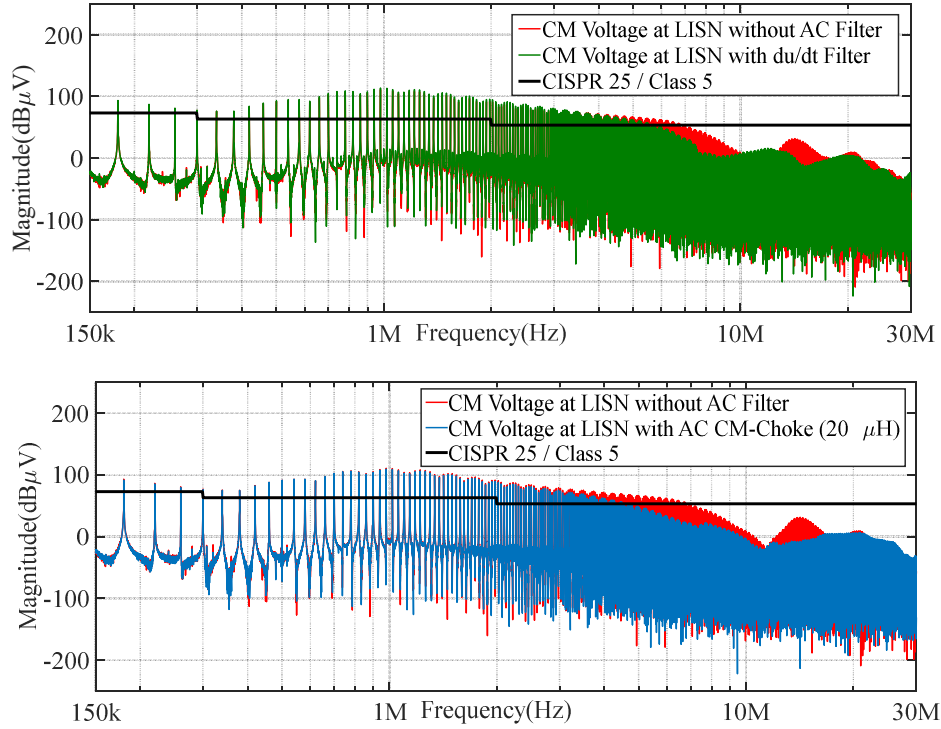 200
100
0
-100
-200
Magnitude(dBμV)
CM Voltage at LISN without AC Filter
CM Voltage at LISN with du/dt Filter
CISPR 25 / Class 5
150k
1M
Frequency(Hz)
10M
30M
200
100
0
-100
-200
Magnitude(dBμV)
CM Voltage at LISN without AC Filter
CM Voltage at LISN with AC CM-Choke (20 μH)
CISPR 25 / Class 5
150k
1M
Frequency(Hz)
10M
30M